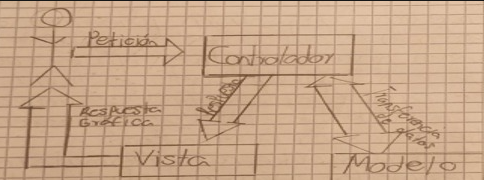 Petición
Controlador
Respuesta
Gráfica
Transferencia
de datos
Vista
Modelo